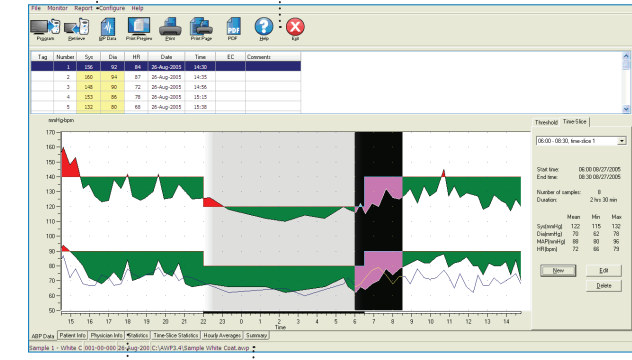 File Monitor Report Configure Help
Program Retrieve BP Data Print Preview Print Print Page PDF Help Exit
Tag Number Sys Dia HR Date Time EC Comments
1 156 92 84 26-Aug-2005 14:30
2 160 94 87 26-Aug-2005 14:35
3 148 90 72 26-Aug-2005 14:56
4 153 86 78 26-Aug-2005 15:15
5 132 80 68 26-Aug-2005 15:38
mmHg-bpm
170
160
150
140
130
120
110
100
90
80
70
60
50
15 16 17 18 19 20 21 22 23 0 1 2 3 4 5 6 7 8 9 10 11 12 13 14
Time
Threshold Time-Slice
06:00 - 08:30, time-slice 1
Start time: 06:00 08/27/2005
End time: 08:30 08/27/2005
Number of samples: 8
Duration: 2 hrs 30 min
Mean Min Max
Sys(mmHg) 122 115 132
Dia(mmHg) 70 62 78
MAP(mmHg) 88 80 96
HR(bpm) 72 66 79
New Edit
Delete
ABP Data Patient Info Physician Info Statistics Time-Slice Statistics Hourly Averages Summary
Sample 1 - White C 001-00-000 26-Aug-200 C:\AWP3.4\Sample White Coat.awp